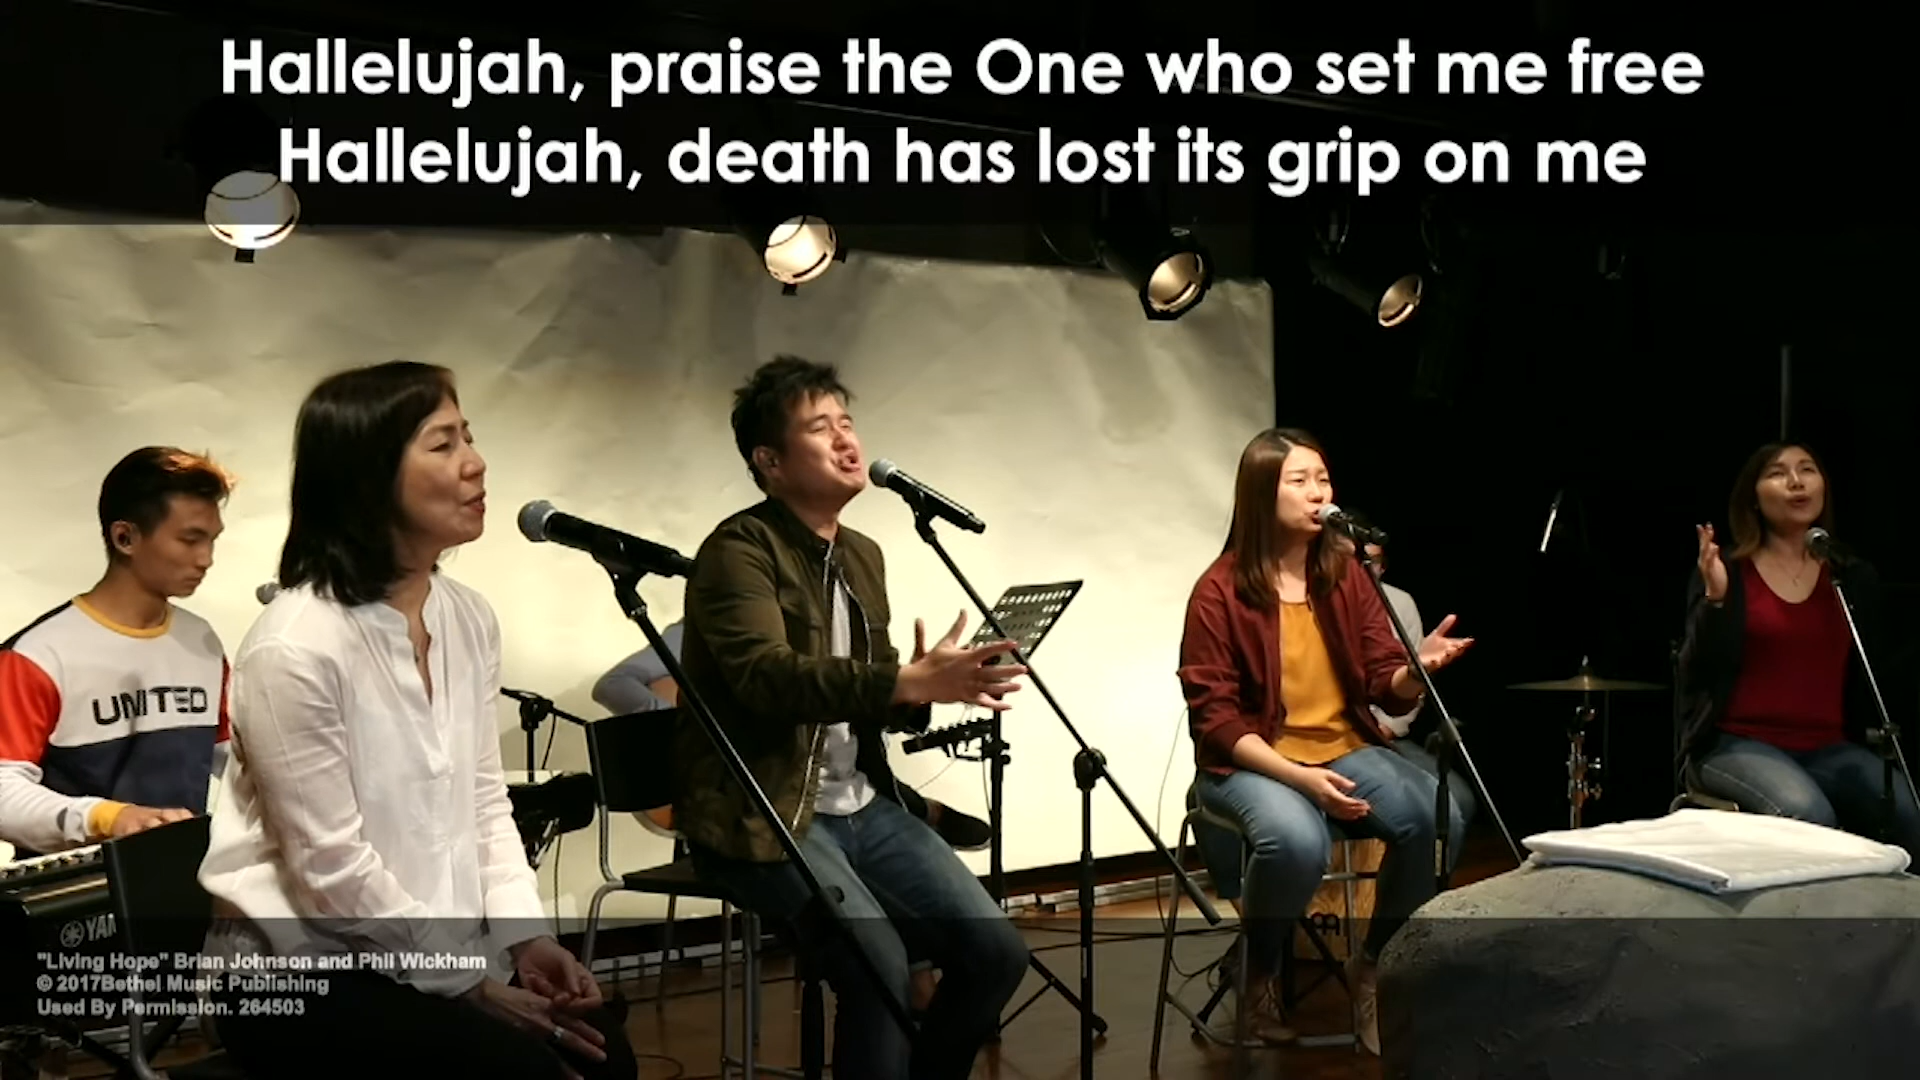 Hallelujah, praise the One who set me free
Hallelujah, death has lost its grip on me
UNITED
YAM
"Living Hope" Brian Johnson and Phil Wickham
© 2017Bethel Music Publishing
Used By Permission. 264503